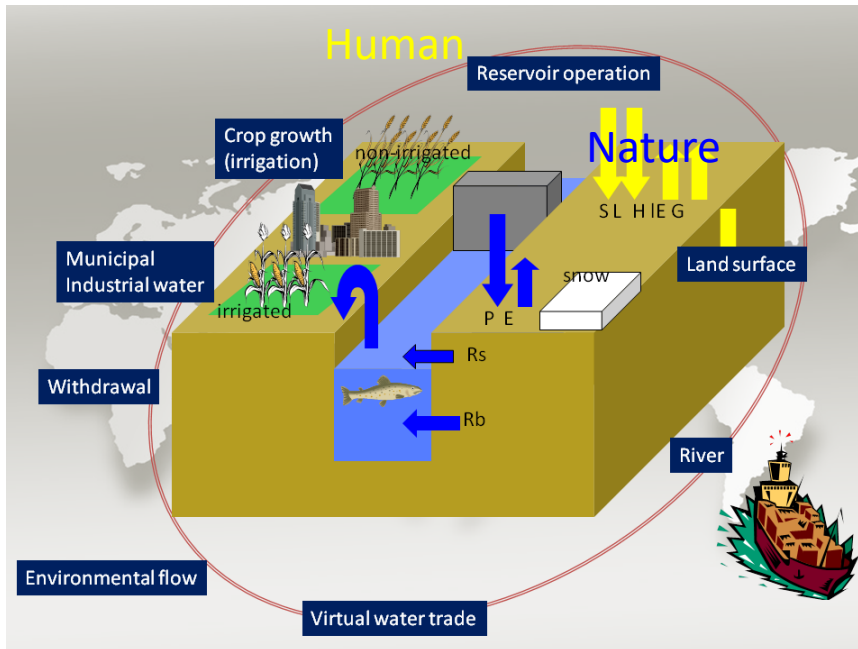 Human
Reservoir operation
Crop growth
(irrigation)
non-irrigated
Nature
S L H lE G
Municipal
Industrial water
Land surface
snow
irrigated
P E
Rs
Withdrawal
Rb
River
Environmental flow
Virtual water trade